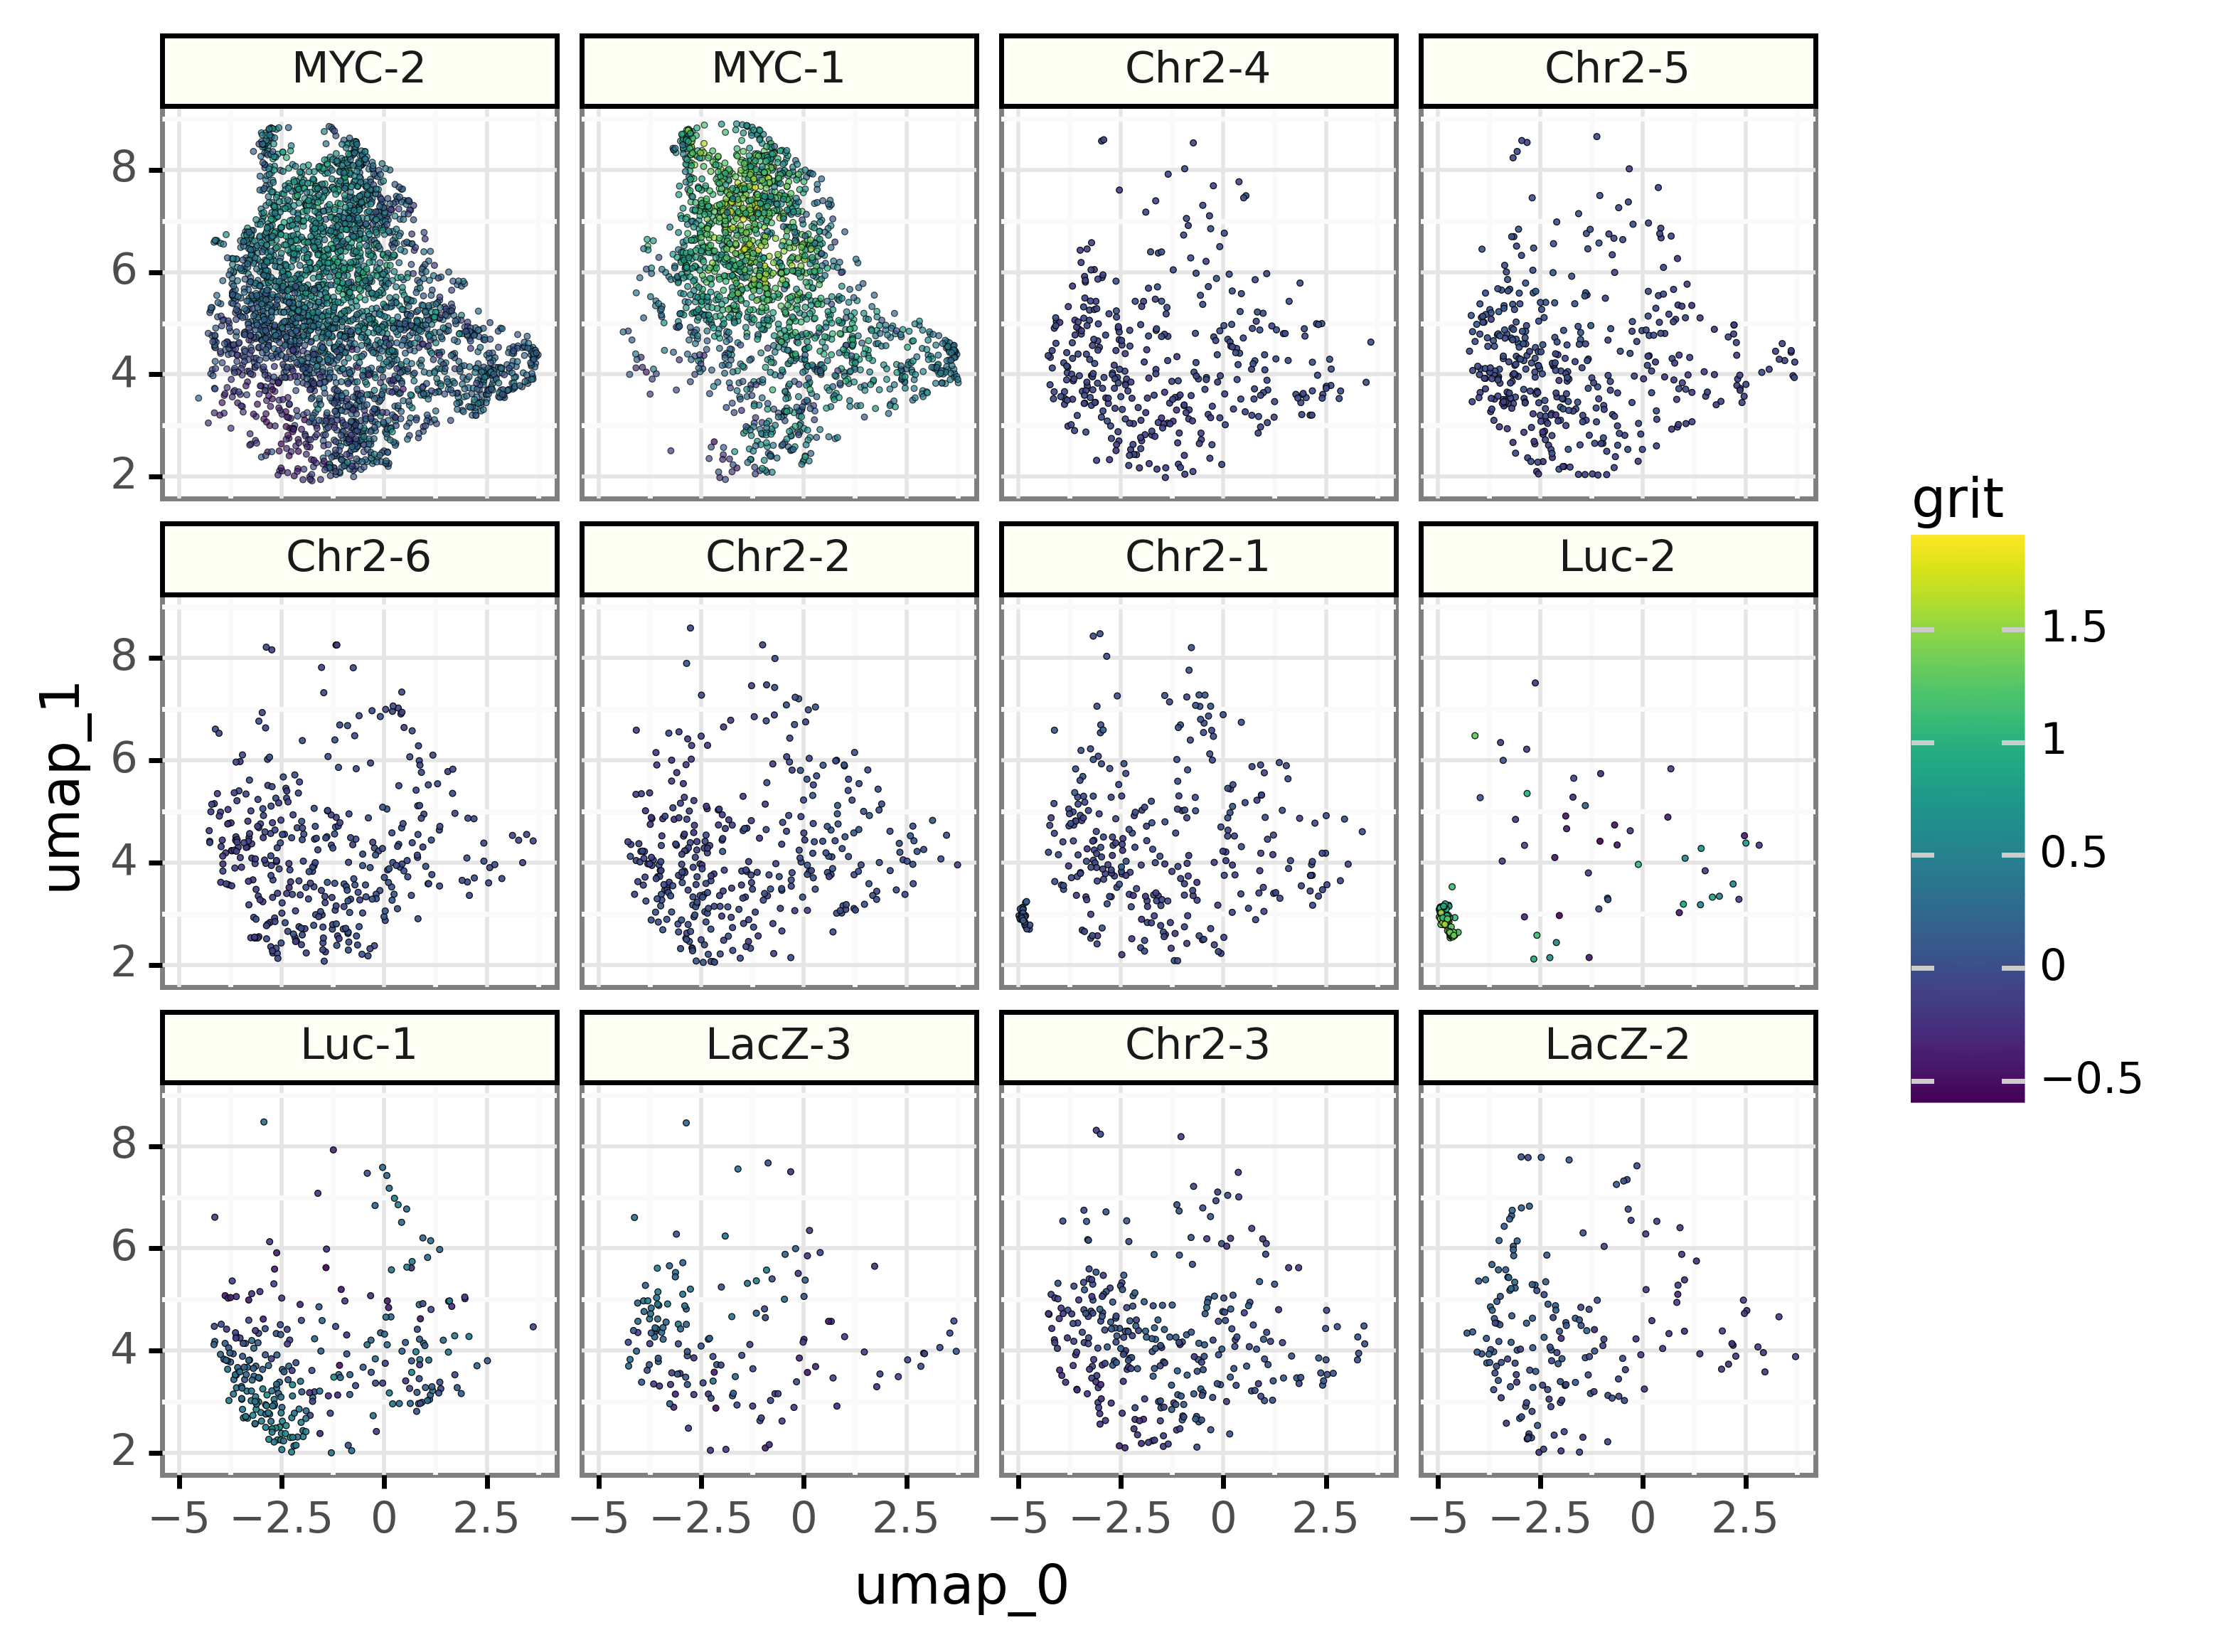 MYC-2 MYC-1 Chr2-4 Chr2-5
8
6
4
2
Chr2-6 Chr2-2 Chr2-1 Luc-2
8
6
4
2
Luc-1 LacZ-3 Chr2-3 LacZ-2
8
6
4
2
−5 −2.5 0 2.5 −5 −2.5 0 2.5 −5 −2.5 0 2.5 −5 −2.5 0 2.5
umap_0
umap_1
grit
1.5
1
0.5
0
−0.5